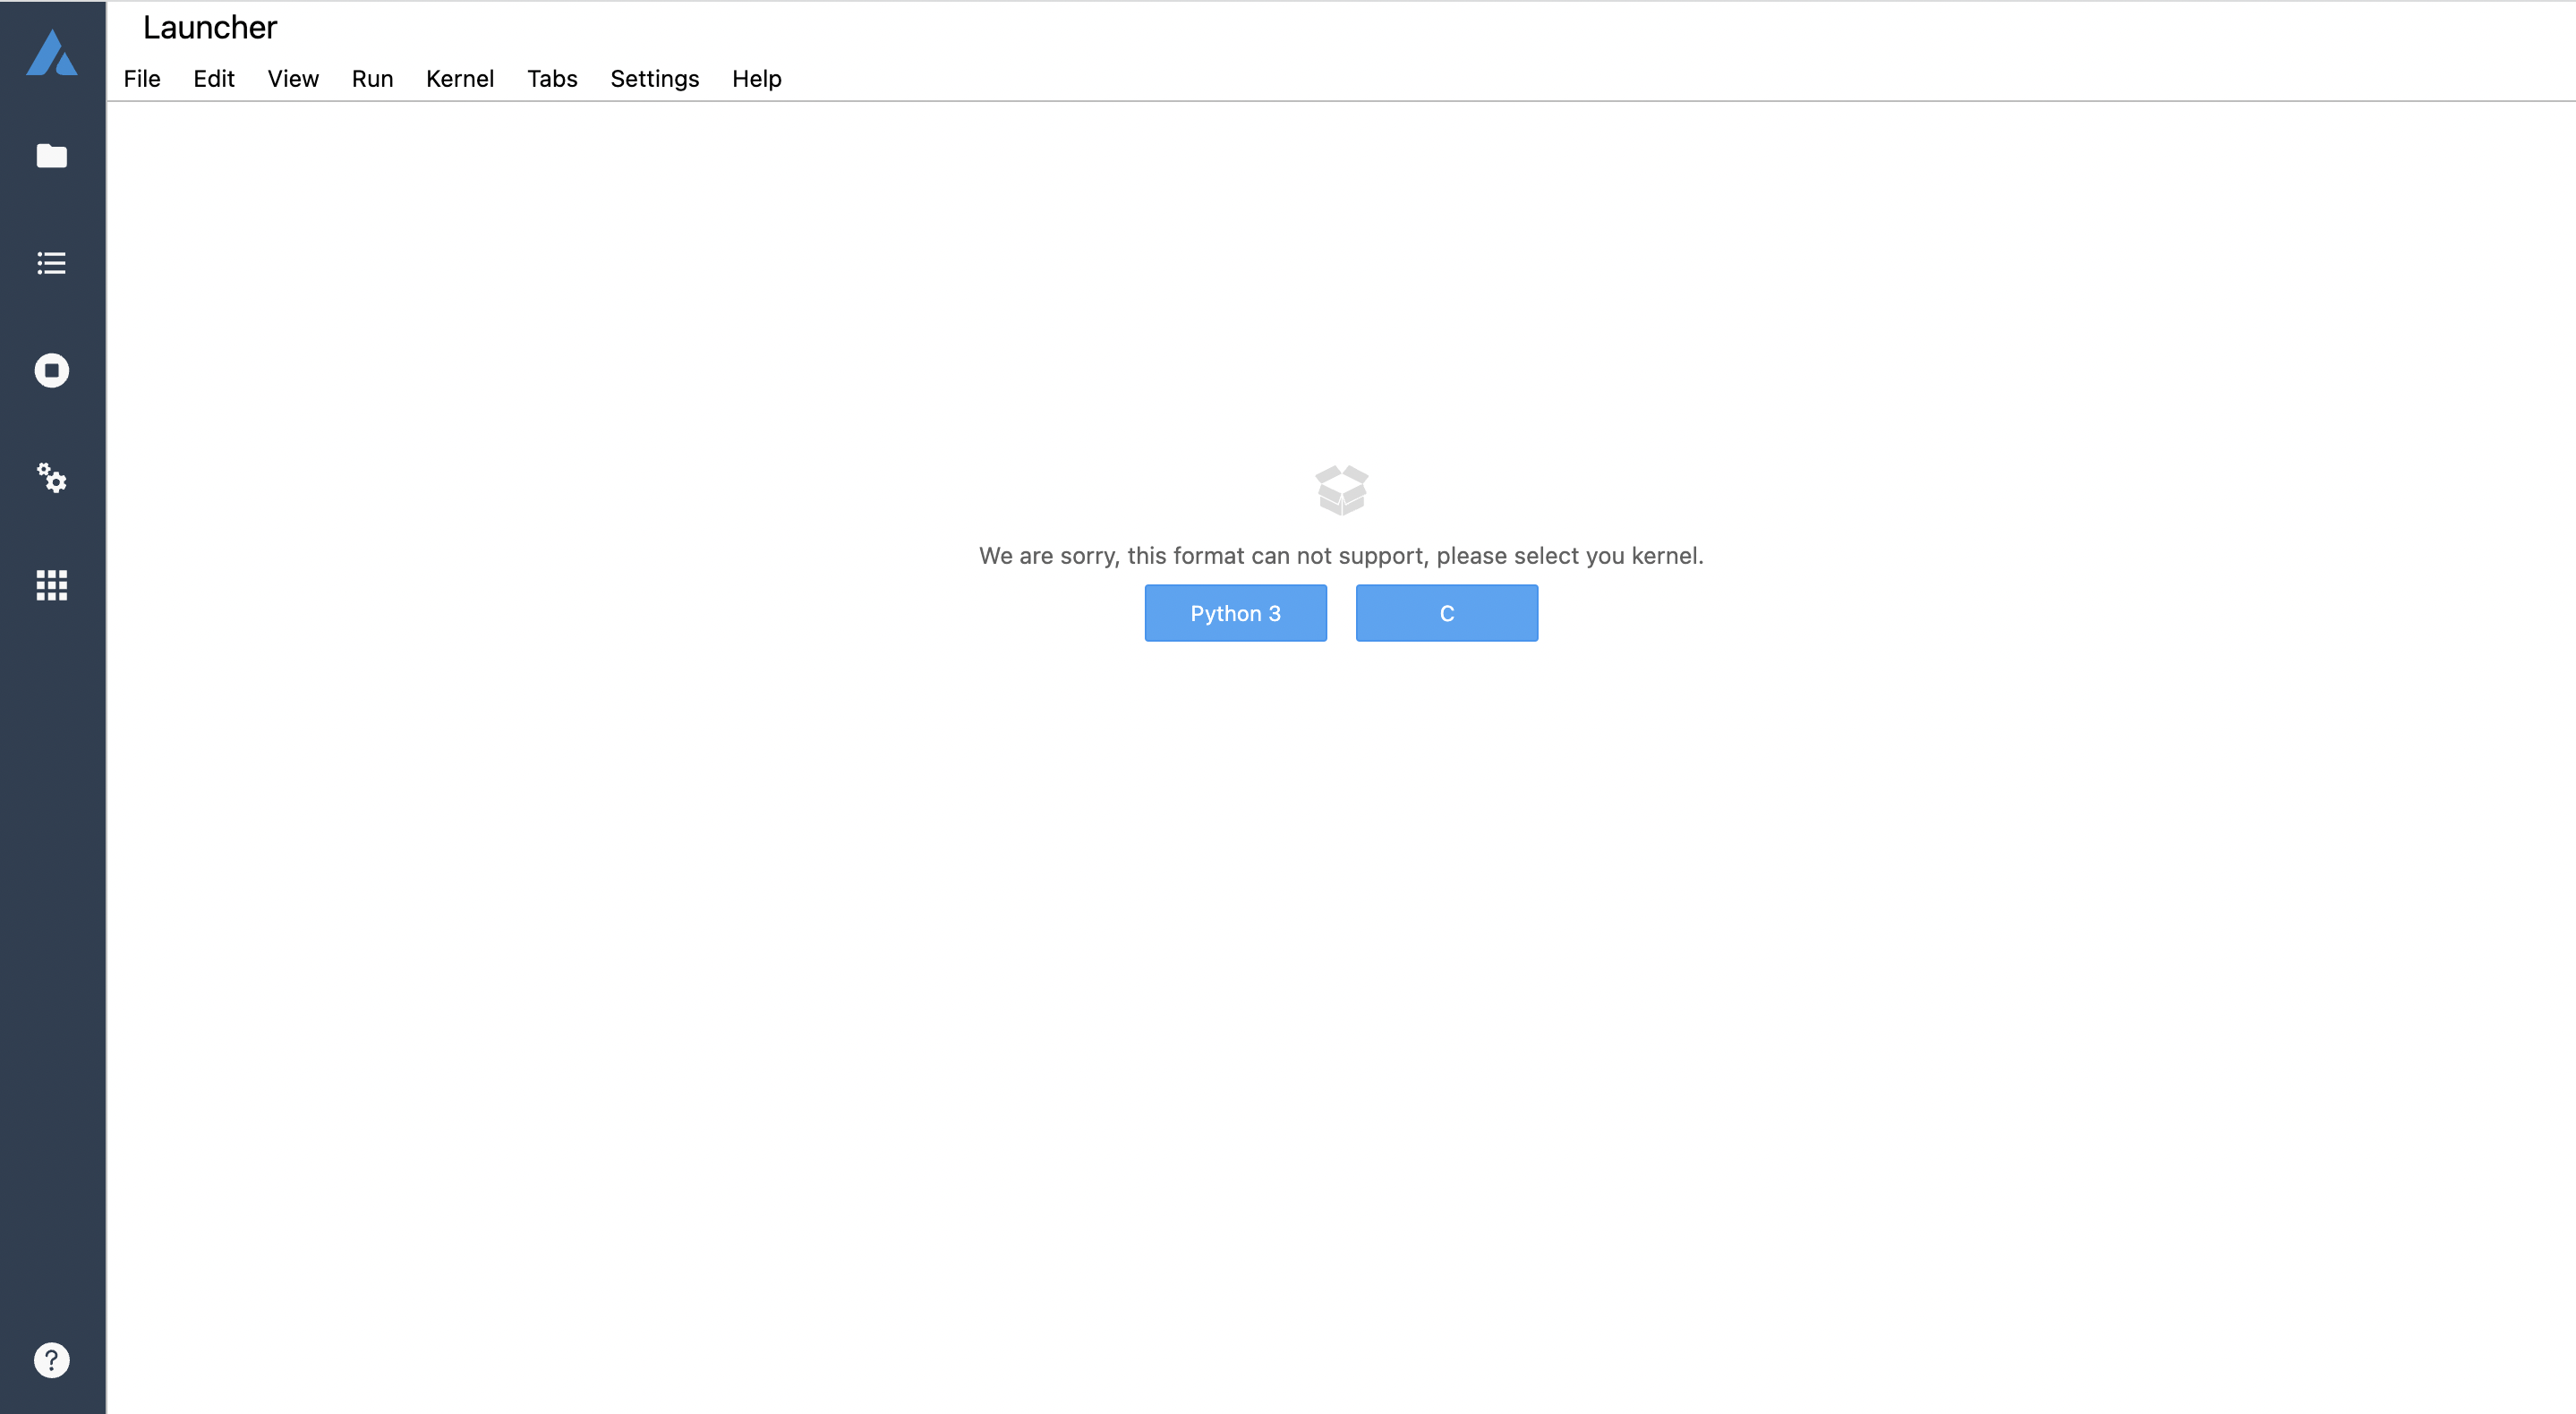 Launcher
File Edit View Run Kernel Tabs Settings Help
We are sorry, this format can not support, please select you kernel.
Python 3 C
?